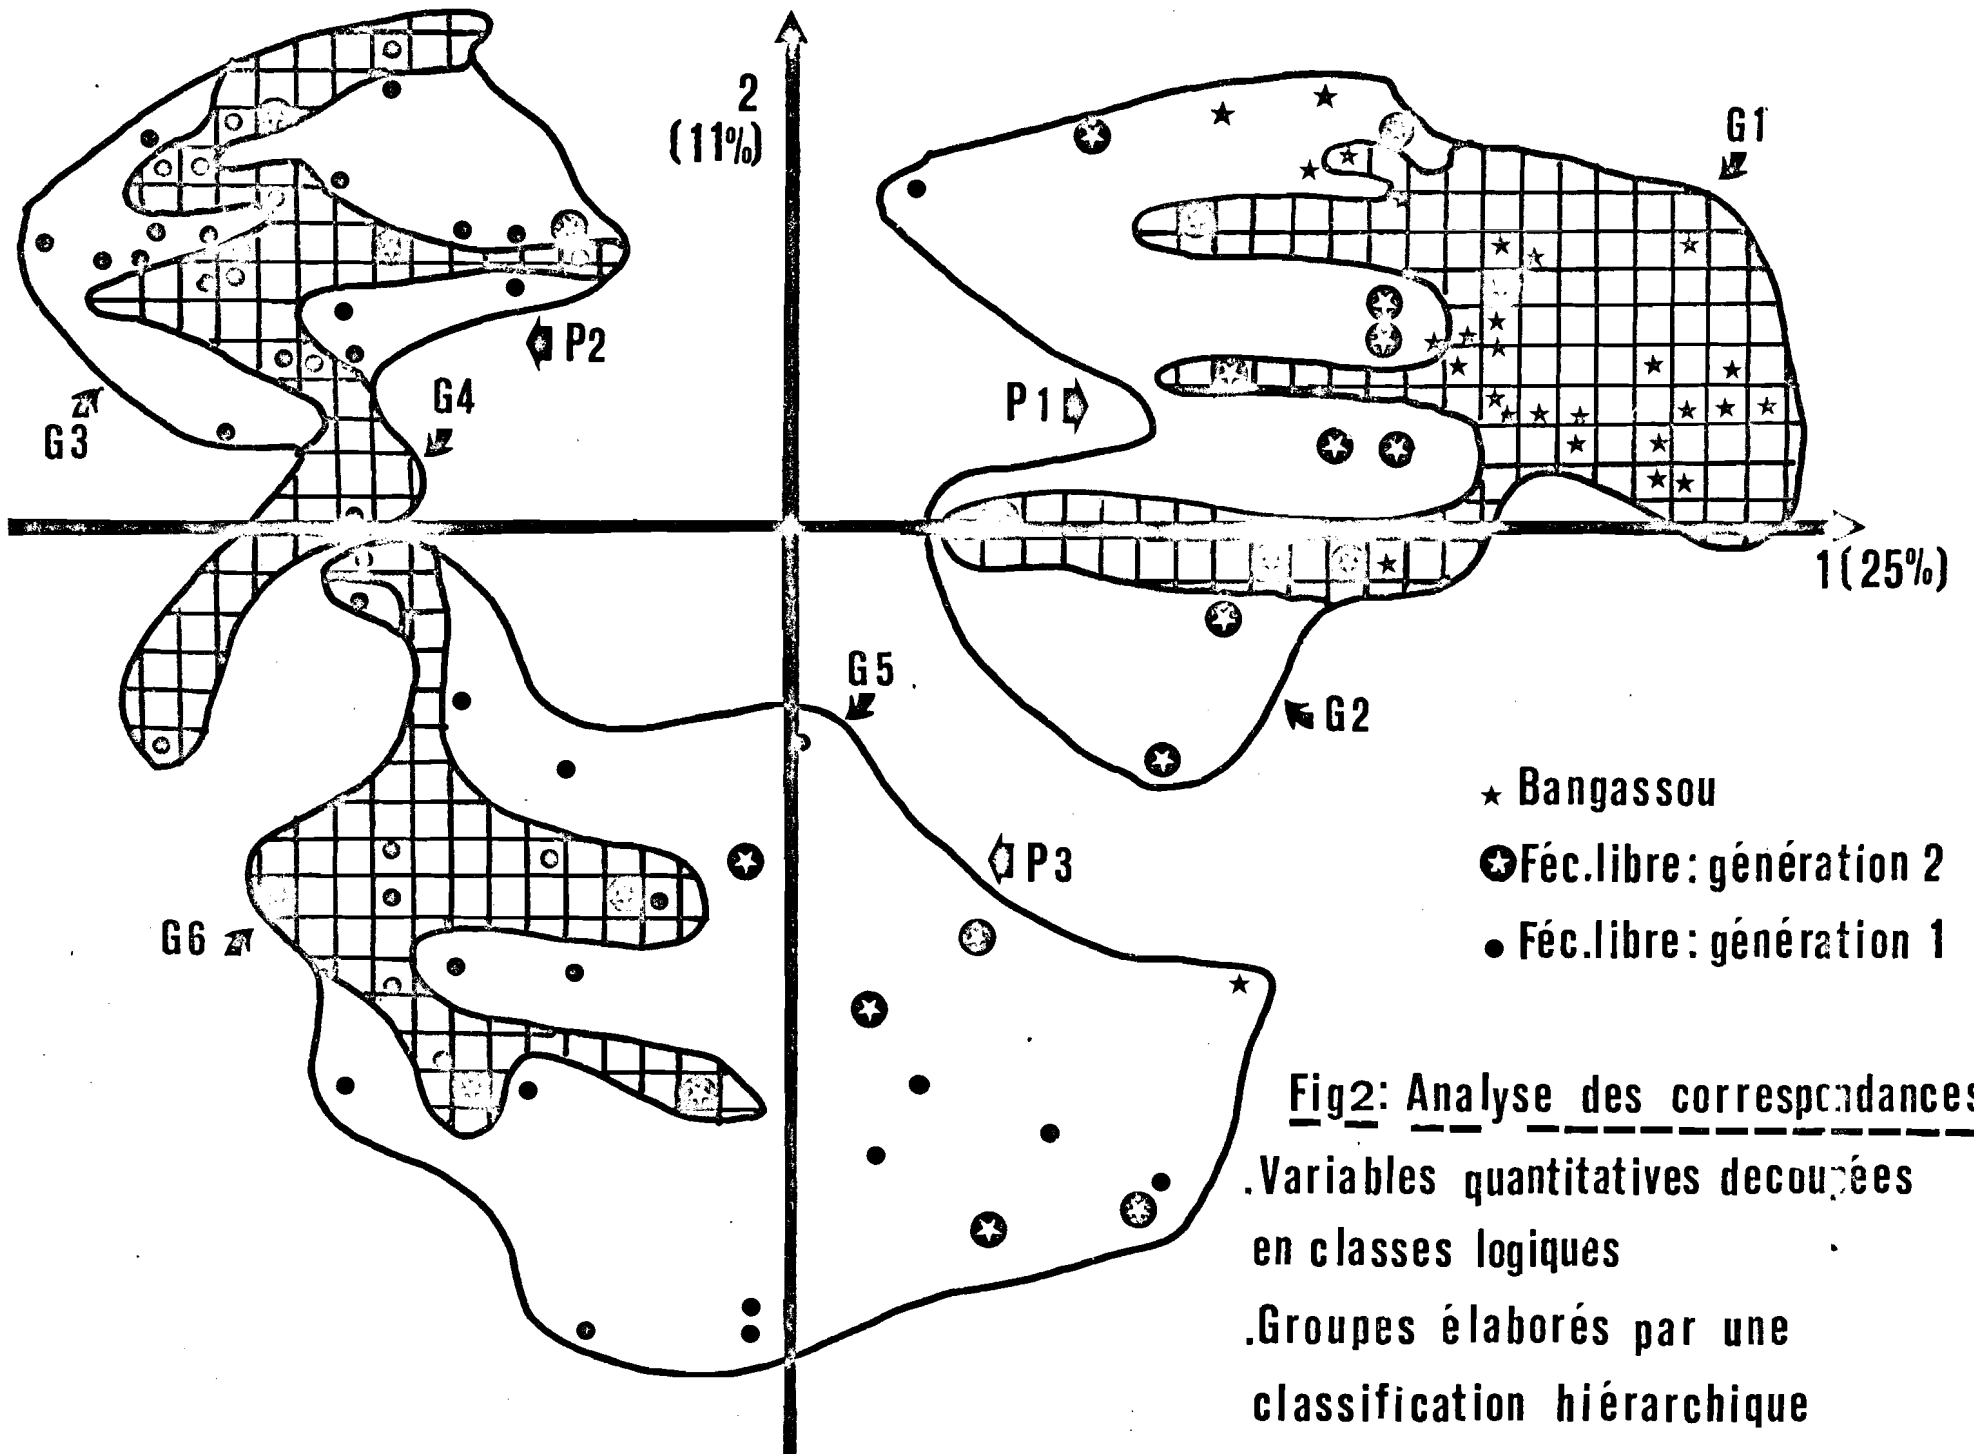 2
(11%)
G1
P2
G4
G3
P1
1(25%)
G5
G2
★ Bangassou
Féc.libre: génération 2
P3
G6
● Féc.libre: génération 1
Fig2: Analyse des correspondances
.Variables quantitatives decoupées
en classes logiques
.Groupes élaborés par une
classification hiérarchique